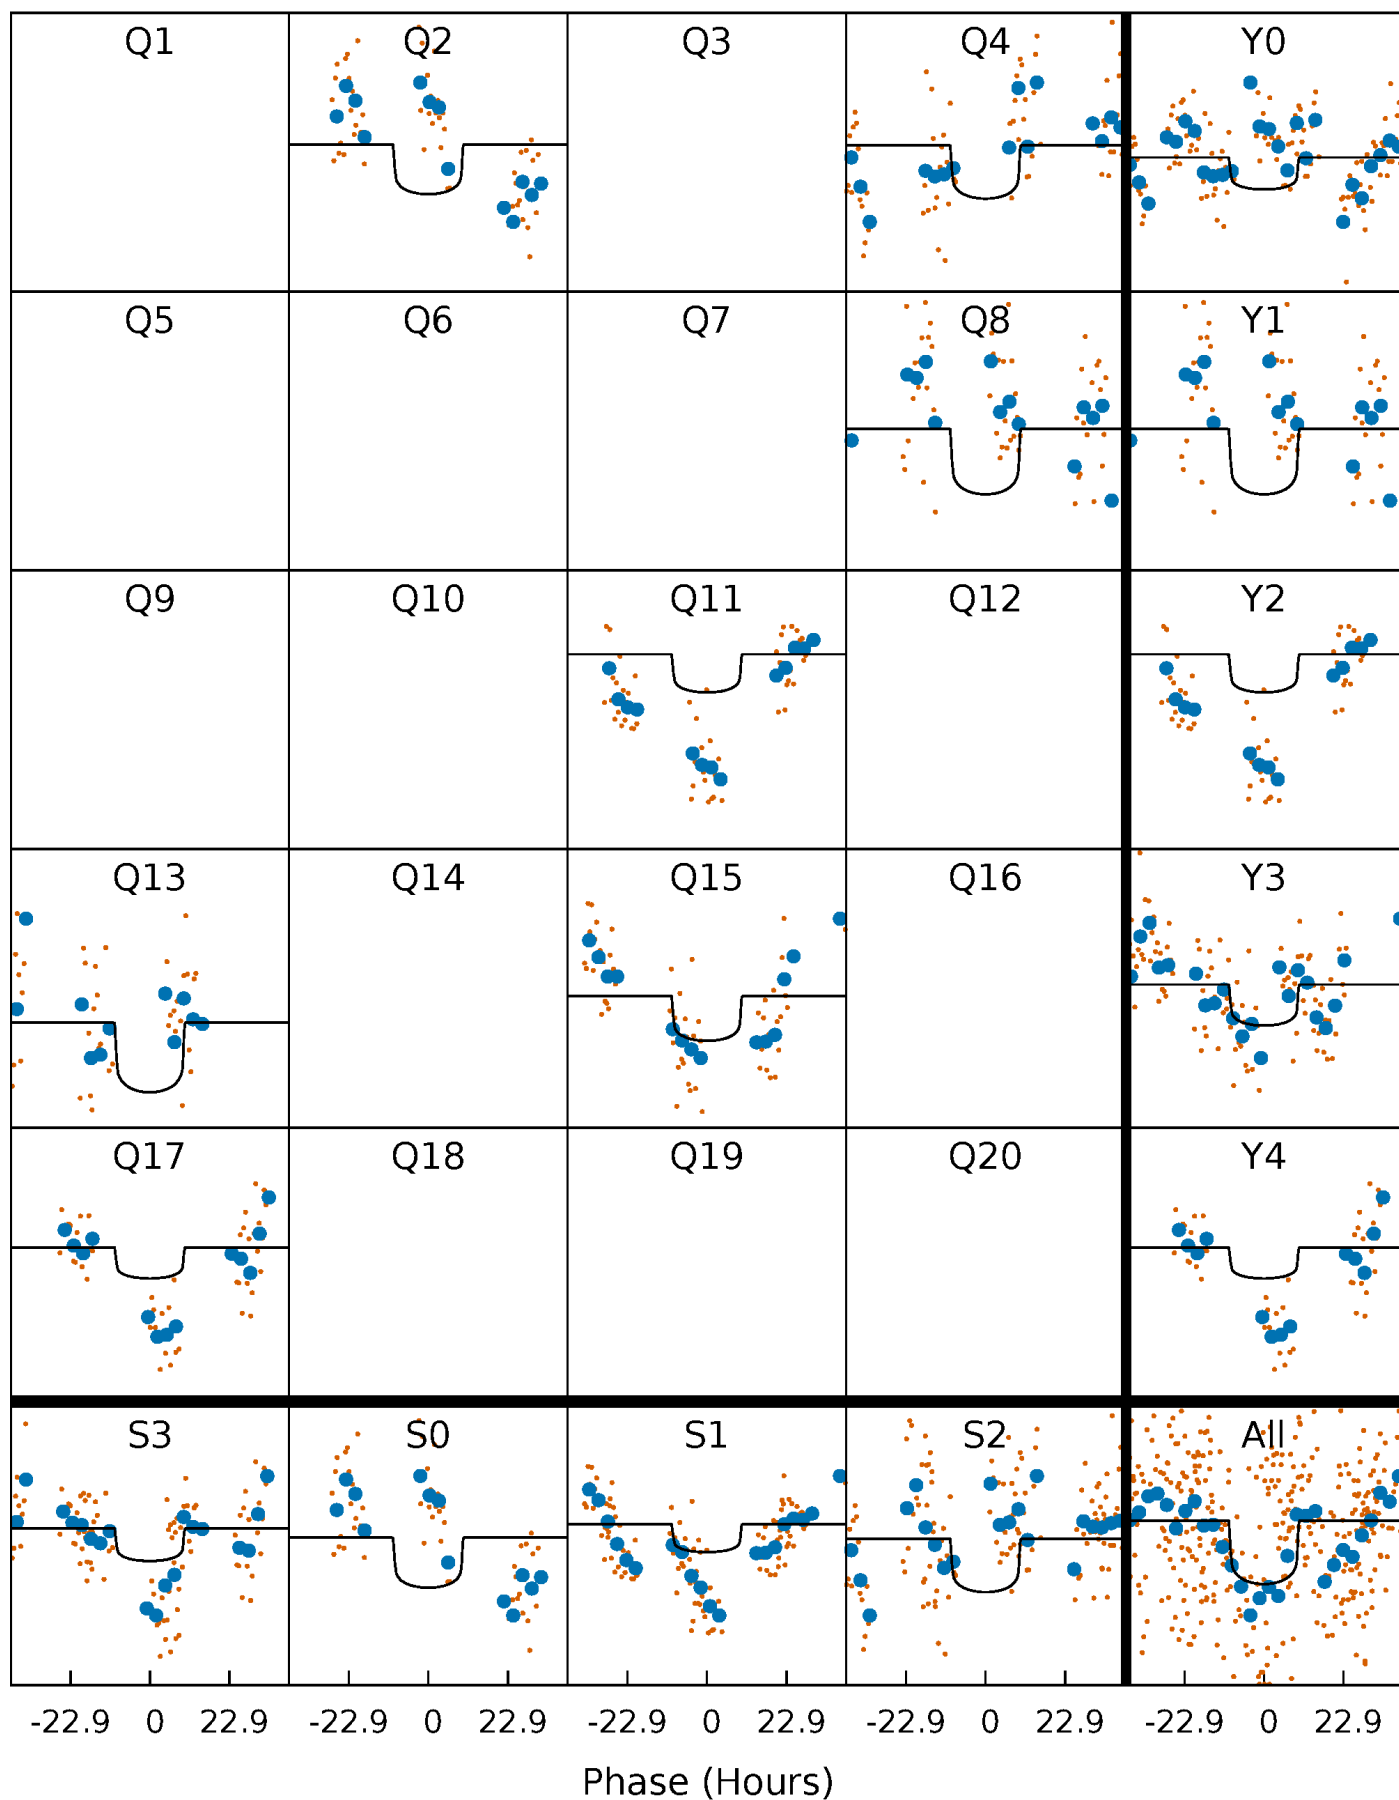 Q1 Q2 Q3 Q4 Y0
Q5 Q6 Q7 Q8 Y1
Q9 Q10 Q11 Q12 Y2
Q13 Q14 Q15 Q16 Y3
Q17 Q18 Q19 Q20 Y4
S3 S0 S1 S2 All
-22.9 0 22.9 -22.9 0 22.9 -22.9 0 22.9 -22.9 0 22.9 -22.9 0 22.9
Phase (Hours)